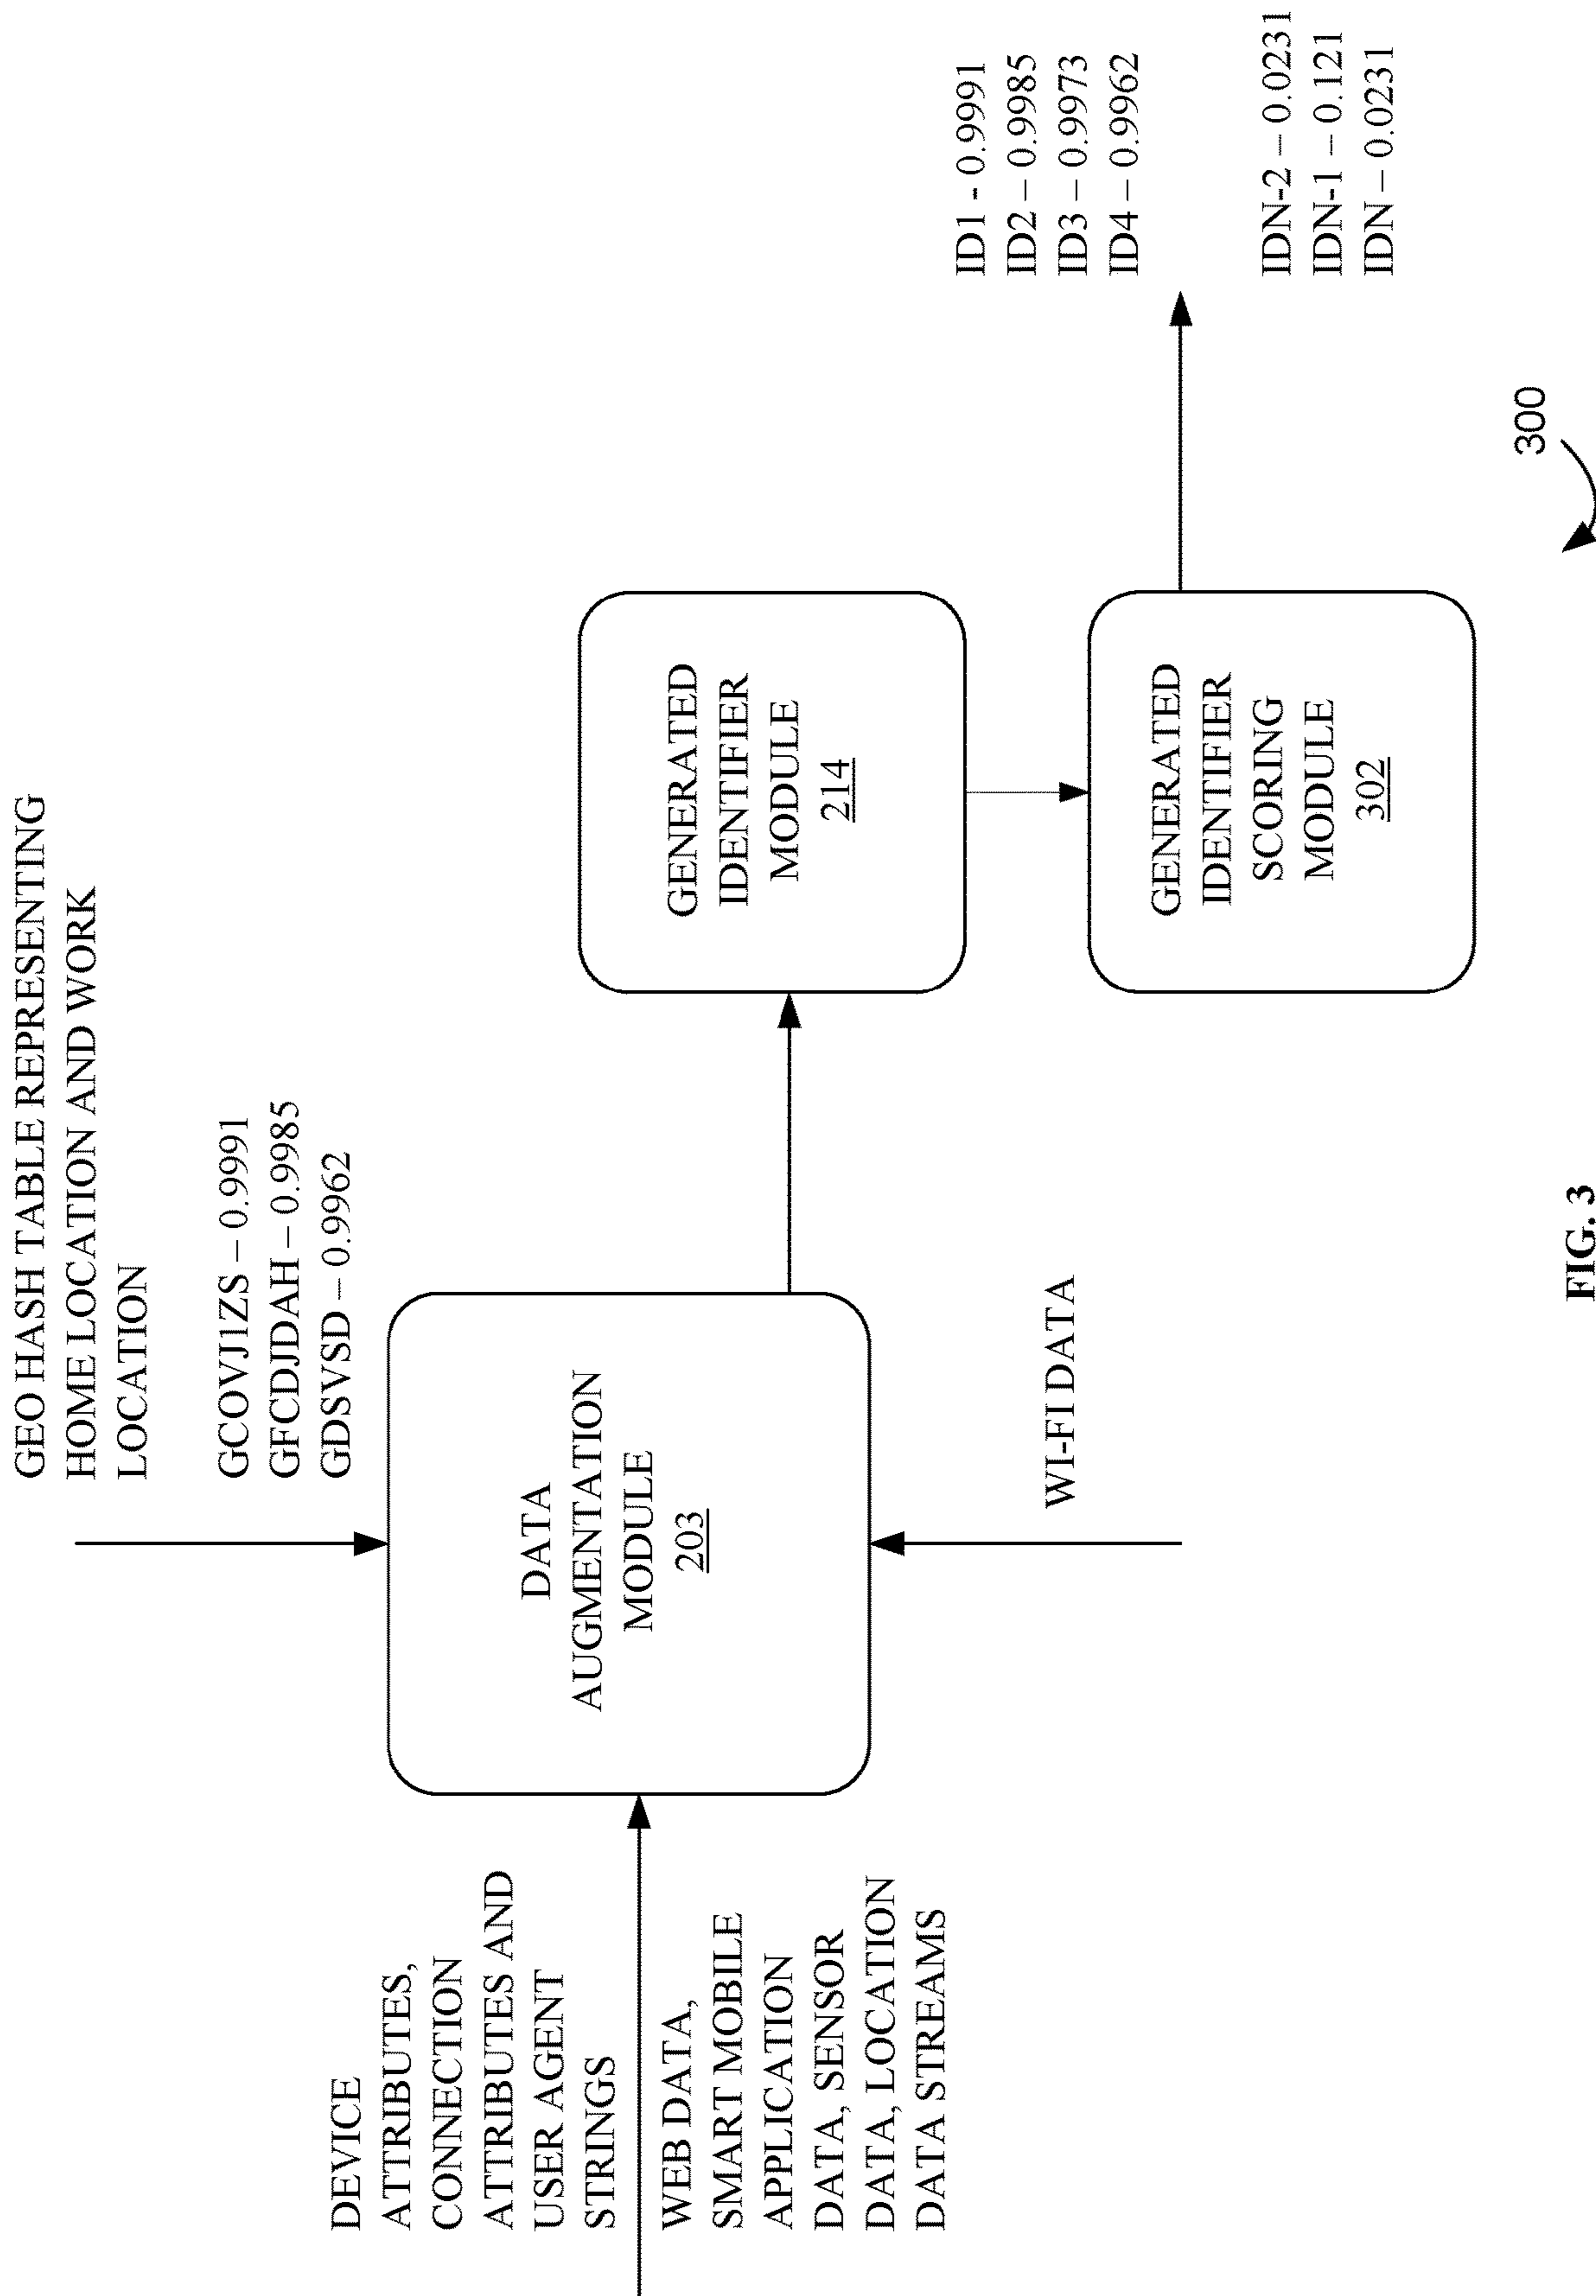 GEO HASH TABLE REPRESENTING
HOME LOCATION AND WORK
LOCATION
GCOVJ1ZS – 0.9991
GFCDJDAH – 0.9985
GDSVSD – 0.9962
DEVICE
ATTRIBUTES,
CONNECTION
ATTRIBUTES AND
USER AGENT
STRINGS
WEB DATA,
SMART MOBILE
APPLICATION
DATA, SENSOR
DATA, LOCATION
DATA STREAMS
DATA
AUGMENTATION
MODULE
203
WI-FI DATA
GENERATED
IDENTIFIER
MODULE
214
GENERATED
IDENTIFIER
SCORING
MODULE
302
ID1 - 0.9991
ID2 – 0.9985
ID3 – 0.9973
ID4 – 0.9962
IDN-2 – 0.0231
IDN-1 – 0.121
IDN – 0.0231
300
FIG. 3